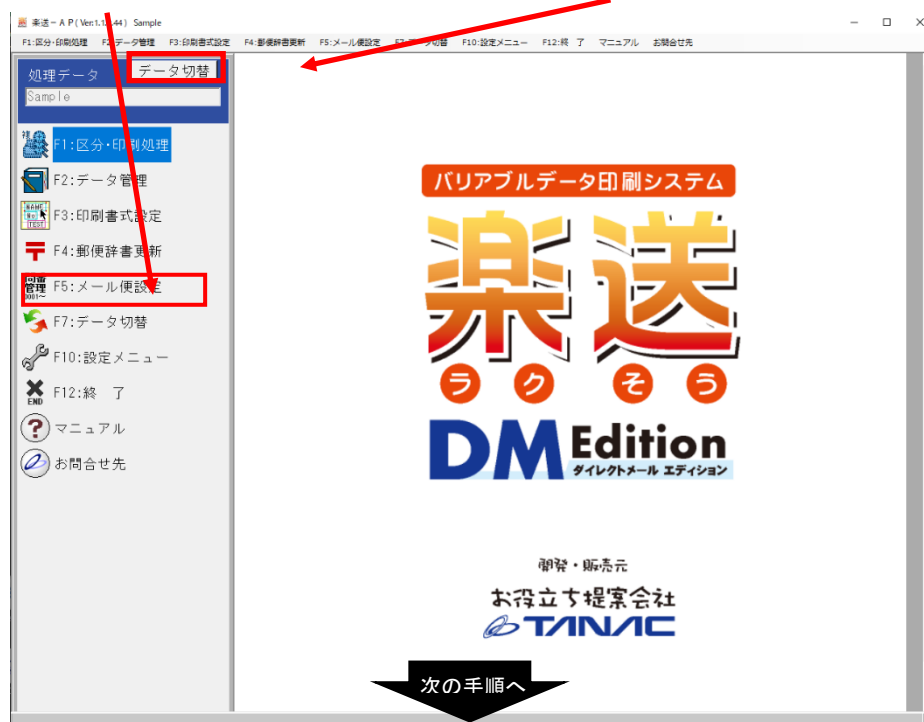 楽送-AP(Ver:1.1.0.44) Sample
F1:区分・印刷処理 F2:データ管理 F3:印刷書式設定 F4:郵便辞書更新 F5:メール便設定 F7:データ切替 F10:設定メニュー F12:終 了 マニュアル お問合せ先
処理データ データ切替
Sample
F1:区分・印刷処理
F2:データ管理
F3:印刷書式設定
F4:郵便辞書更新
F5:メール便設定
F7:データ切替
F10:設定メニュー
END F12:終 了
マニュアル
お問合せ先
バリアブルデータ印刷システム
楽送
ラクそう
DM Edition
ダイレクトメール エディション
開発・販売元
お役立ち提案会社
TANAC
次の手順へ